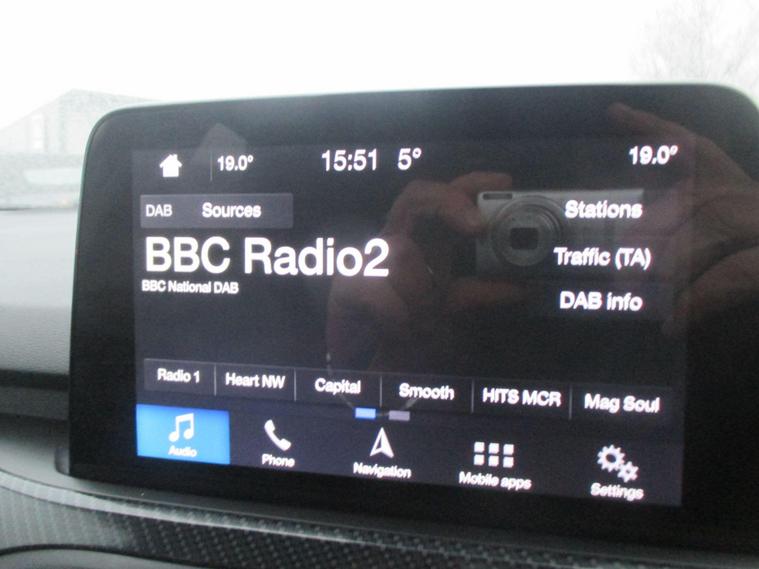 19.0° 15:51 5° 19.0°
DAB Sources Stations
BBC Radio2 Traffic (TA)
BBC National DAB
DAB info
Radio 1 Heart NW Capital Smooth HITS MCR Mag Soul
Audio Phone Navigation Mobile apps Settings